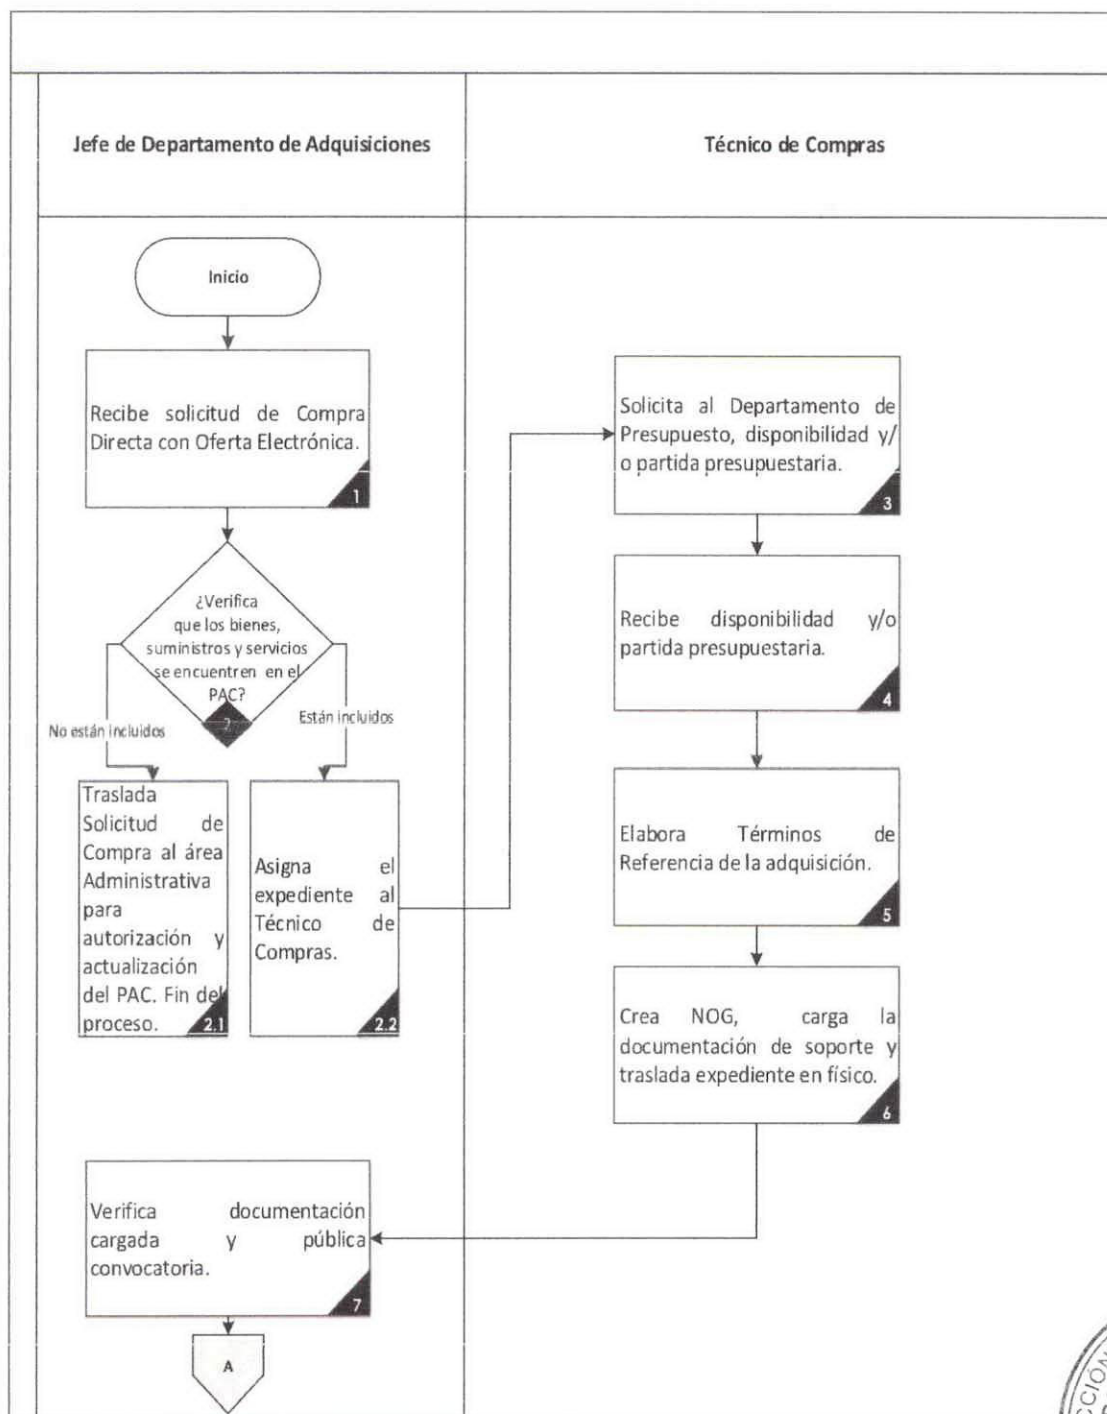 Jefe de Departamento de Adquisiciones
Técnico de Compras
Inicio
Recibe solicitud de Compra
Directa con Oferta Electrónica.
1
¿Verifica
que los bienes,
suministros y servicios
se encuentren en el
PAC?
2
No están incluidos
Están incluidos
Traslada
Solicitud de
Compra al área
Administrativa
para
autorización y
actualización
del PAC. Fin del
proceso.
2.1
Asigna el
expediente al
Técnico de
Compras.
2.2
Solicita al Departamento de
Presupuesto, disponibilidad y/
o partida presupuestaria.
3
Recibe disponibilidad y/o
partida presupuestaria.
4
Elabora Términos de
Referencia de la adquisición.
5
Crea NOG, carga la
documentación de soporte y
traslada expediente en físico.
6
Verifica documentación
cargada y pública
convocatoria.
7
A